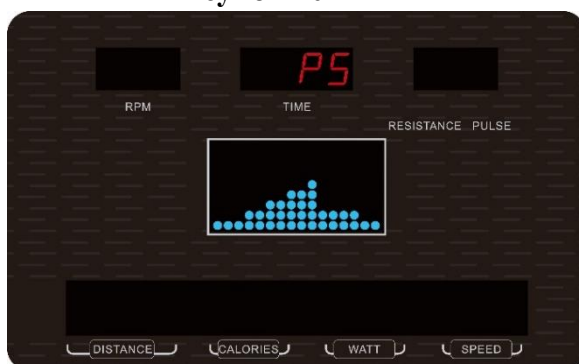 P5
RPM
TIME
RESISTANCE PULSE
DISTANCE
CALORIES
WATT
SPEED